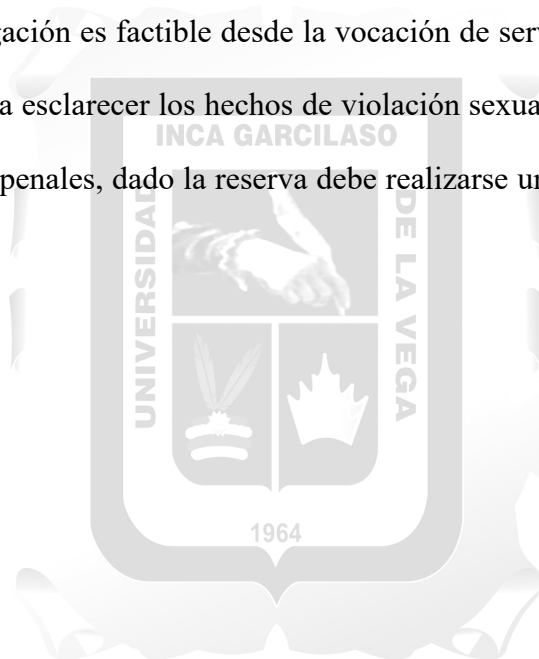 gación es factible desde la vocación de serv
a esclarecer los hechos de violación sexua
INCA GARCILASO
penales, dado la reserva debe realizarse un
UNIVERSIDAD
DE LA VEGA
1964